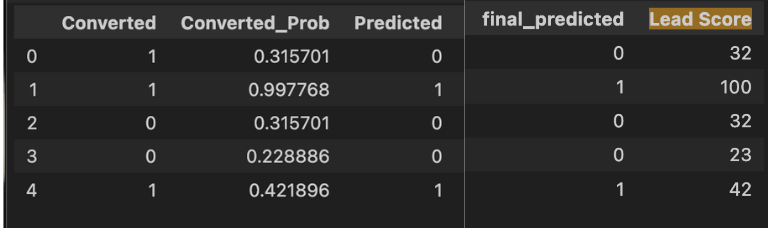 Converted Converted_Prob Predicted final_predicted Lead Score
0 1 0.315701 0 0 32
1 1 0.997768 1 1 100
2 0 0.315701 0 0 32
3 0 0.228886 0 0 23
4 1 0.421896 1 1 42